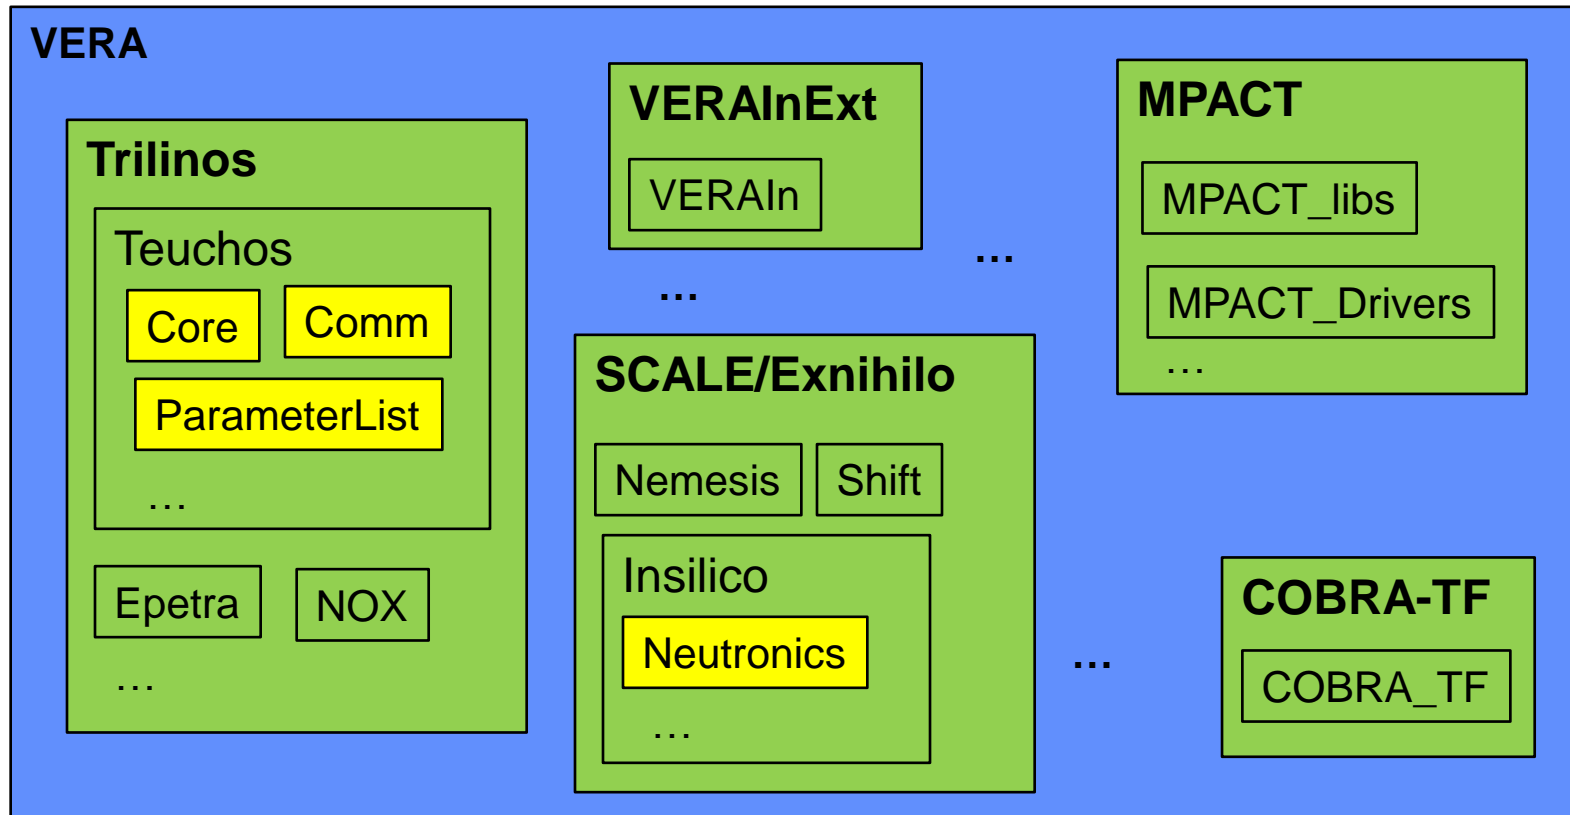 VERA
Trilinos
Teuchos
Core
Comm
ParameterList
…
Epetra
NOX
…
VERAInExt
VERAIn
…
…
SCALE/Exnihilo
Nemesis
Shift
Insilico
Neutronics
…
…
MPACT
MPACT_libs
MPACT_Drivers
…
COBRA-TF
COBRA_TF